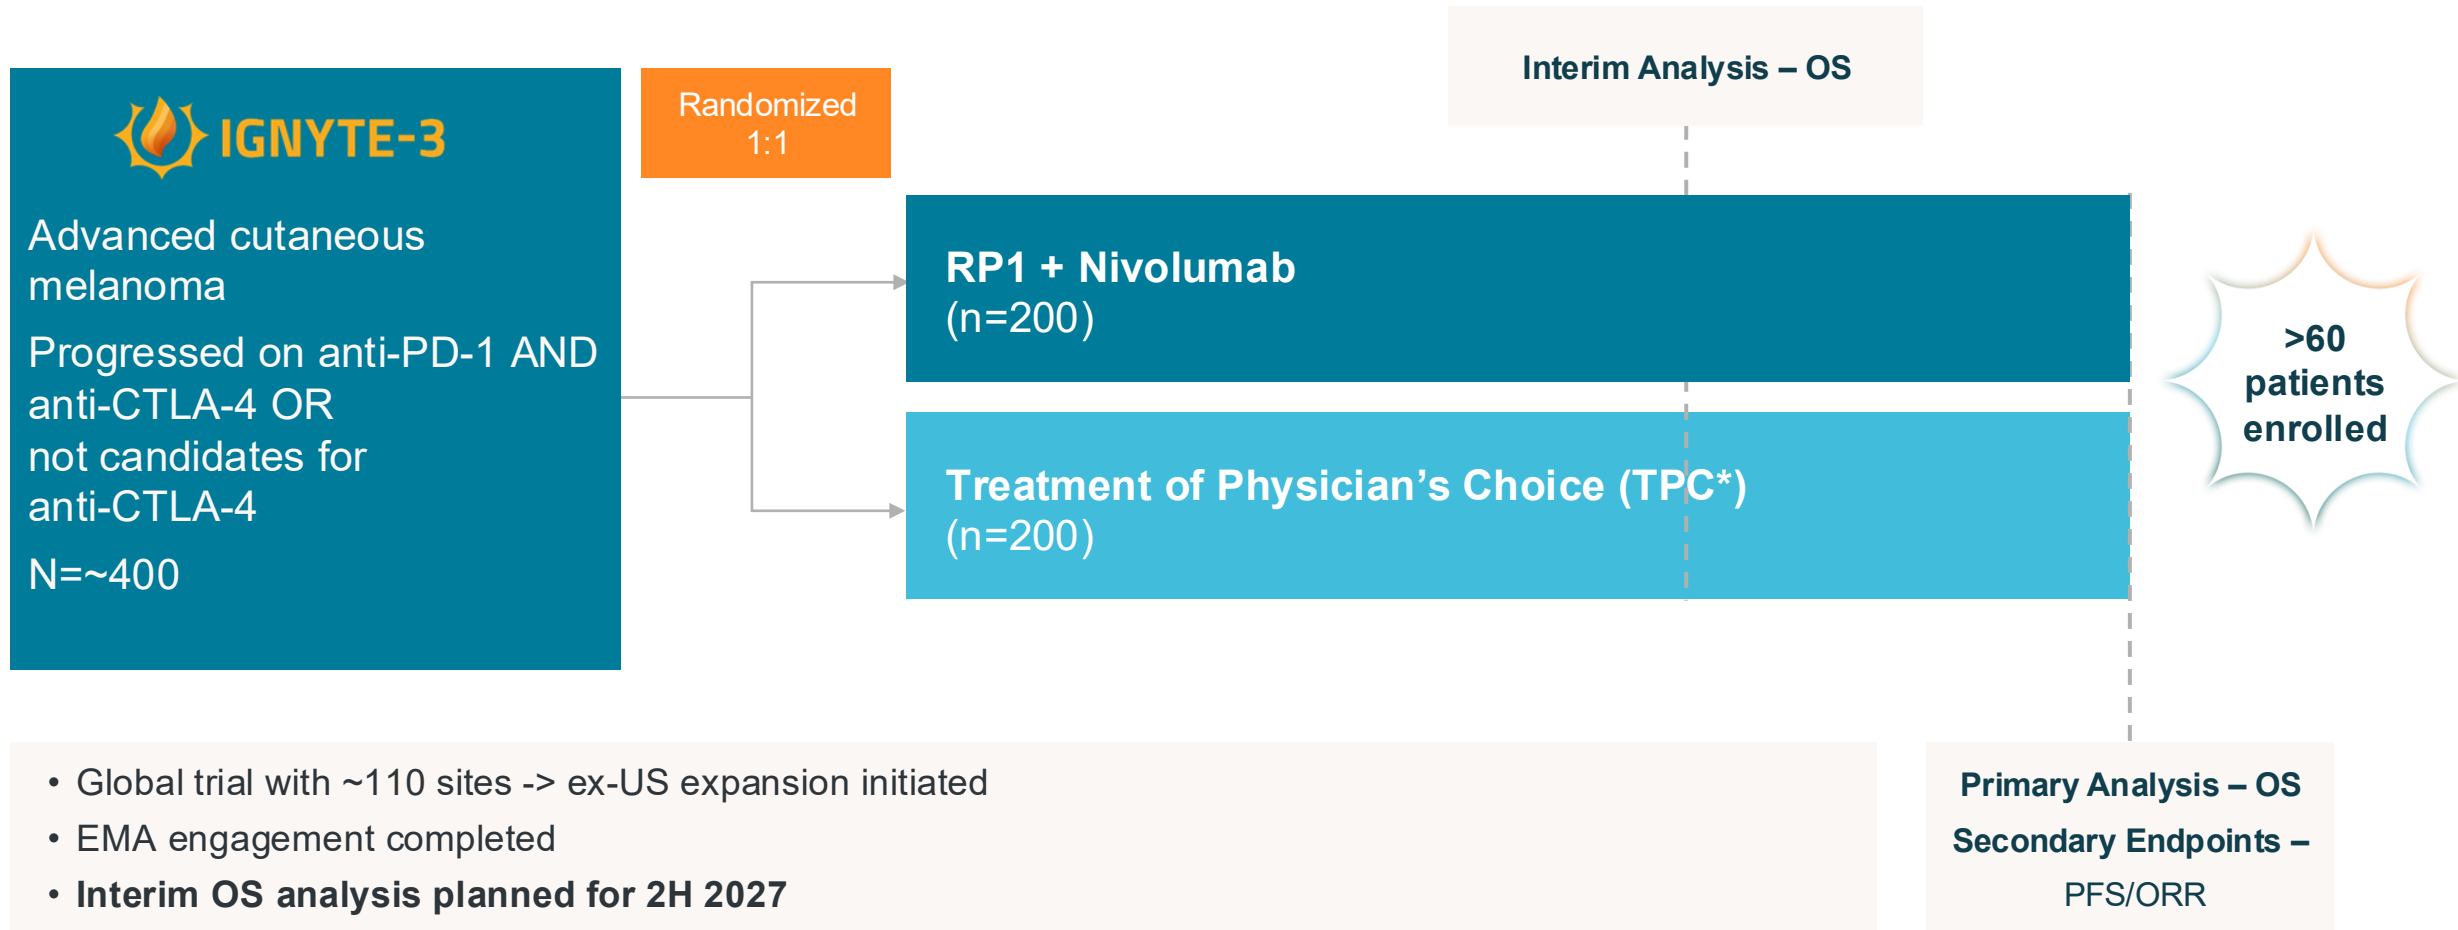 IGNYTE-3
Advanced cutaneous
melanoma
Progressed on anti-PD-1 AND
anti-CTLA-4 OR
not candidates for
anti-CTLA-4
N=~400
Randomized
1:1
Interim Analysis – OS
RP1 + Nivolumab
(n=200)
Treatment of Physician’s Choice (TPC*)
(n=200)
>60
patients
enrolled
• Global trial with ~110 sites -> ex-US expansion initiated
• EMA engagement completed
• Interim OS analysis planned for 2H 2027
Primary Analysis – OS
Secondary Endpoints –
PFS/ORR